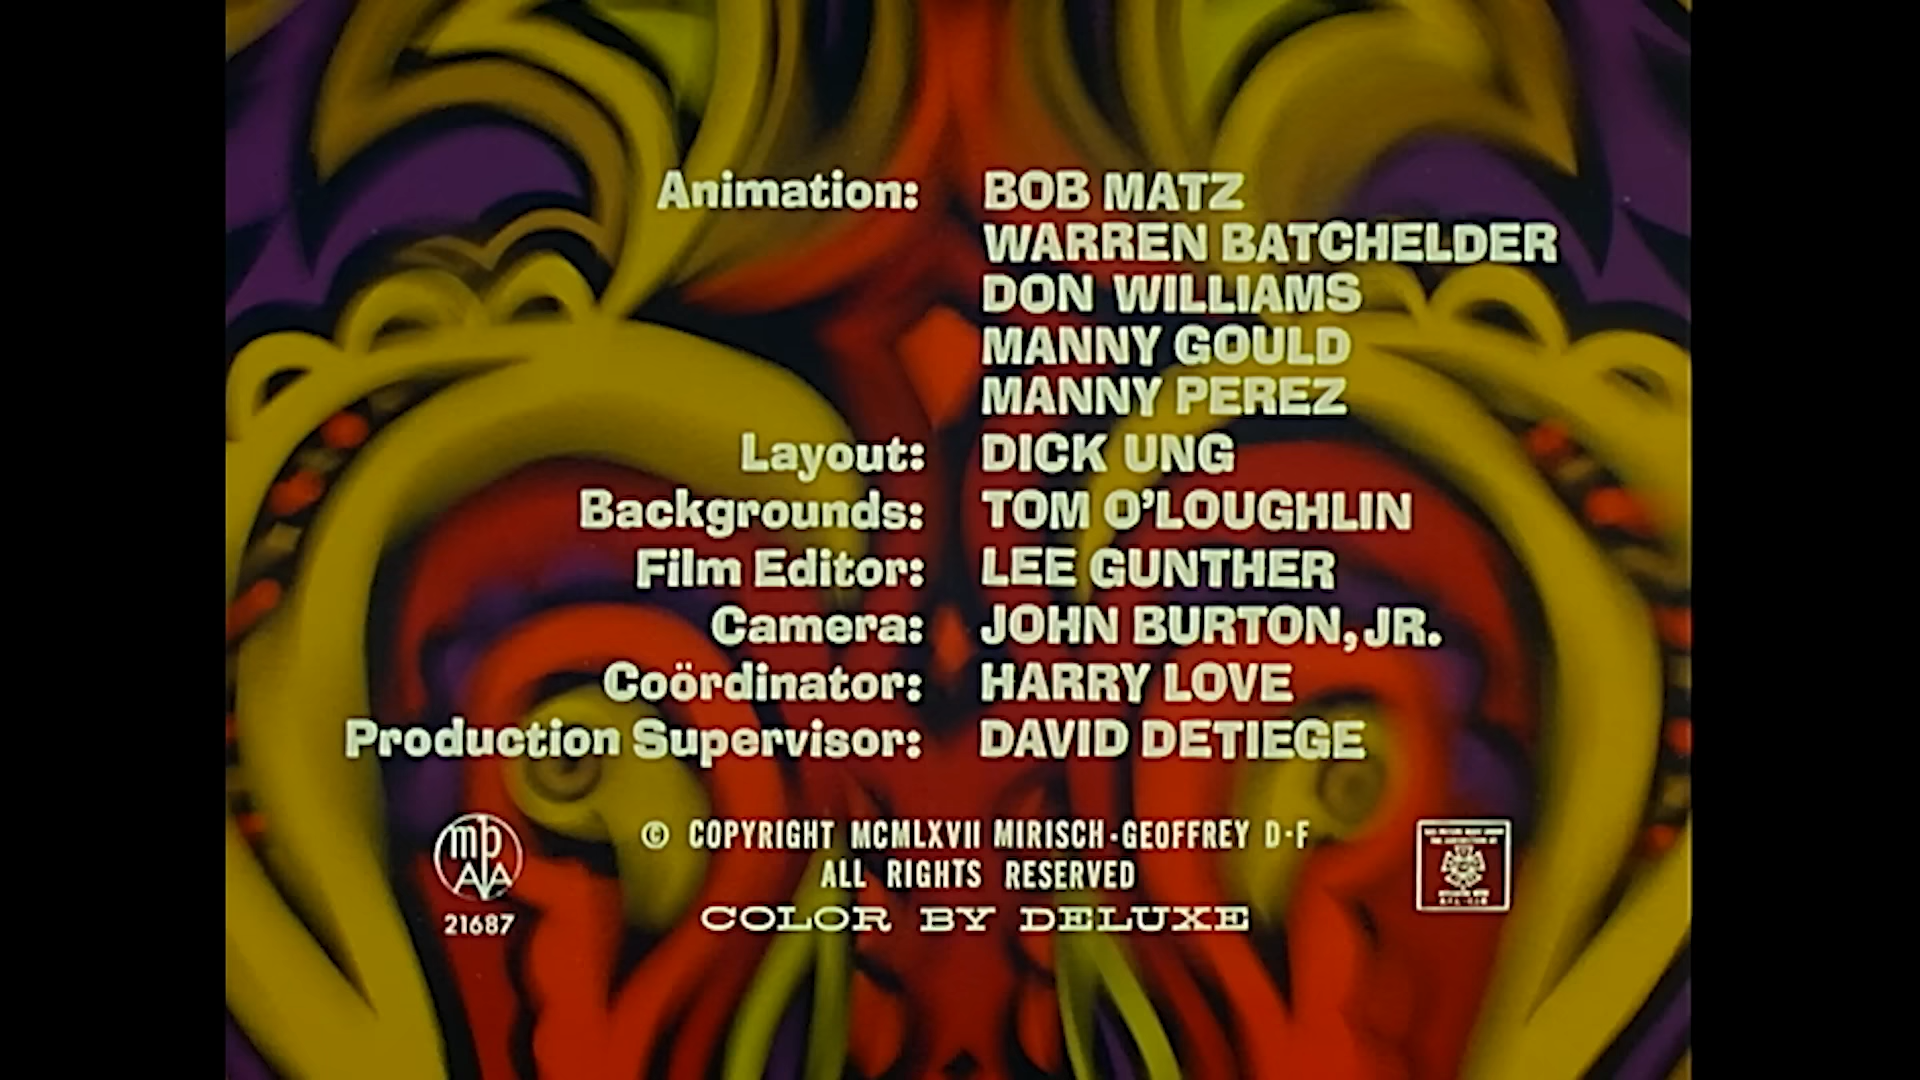 Animation: BOB MATZ
WARREN BATCHELDER
DON WILLIAMS
MANNY GOULD
MANNY PEREZ
Layout: DICK UNG
Backgrounds: TOM O'LOUGHLIN
Film Editor: LEE GUNTHER
Camera: JOHN BURTON, JR.
Coördinator: HARRY LOVE
Production Supervisor: DAVID DETIEGE
© COPYRIGHT MCMLXVII MIRISCH-GEOFFREY D-F
ALL RIGHTS RESERVED
COLOR BY DELUXE
mpAA
21687